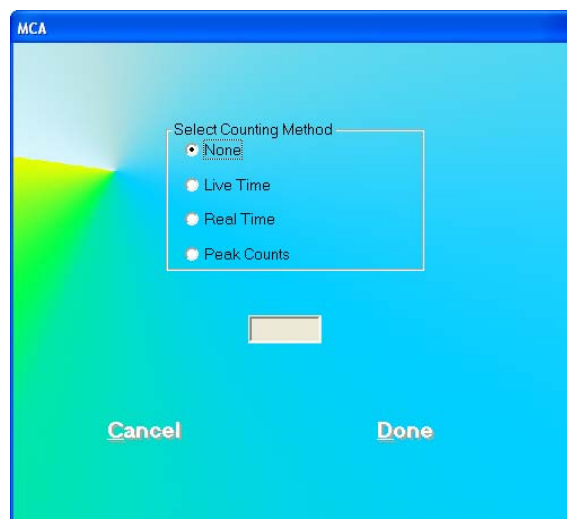 MCA
Select Counting Method
None
Live Time
Real Time
Peak Counts
Cancel Done